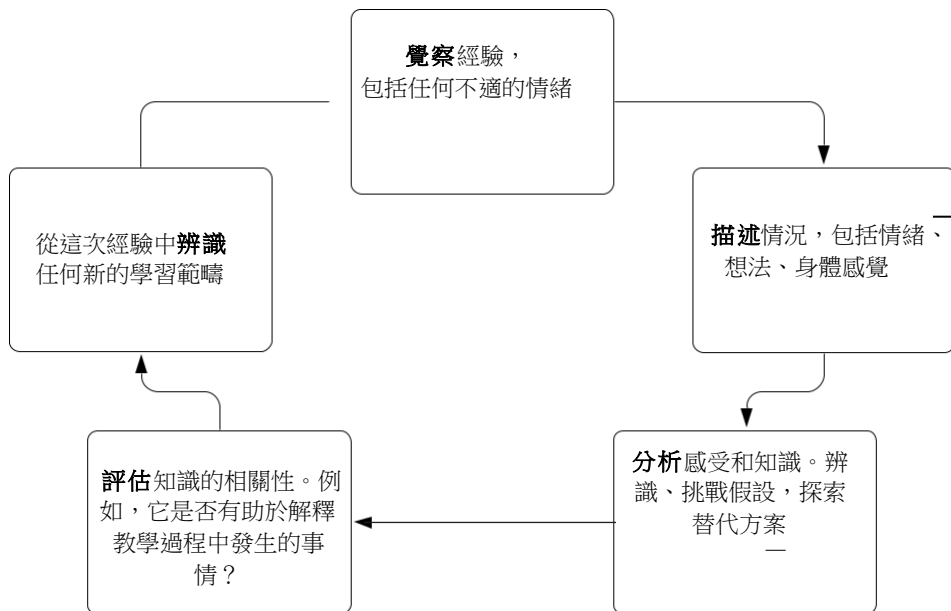 覺察經驗，
包括任何不適的情緒
描述情況，包括情緒、
想法、身體感覺
分析感受和知識。辨
識、挑戰假設，探索
替代方案
評估知識的相關性。例
如，它是否有助於解釋
教學過程中發生的事
情？
從這次經驗中辨識
任何新的學習範疇